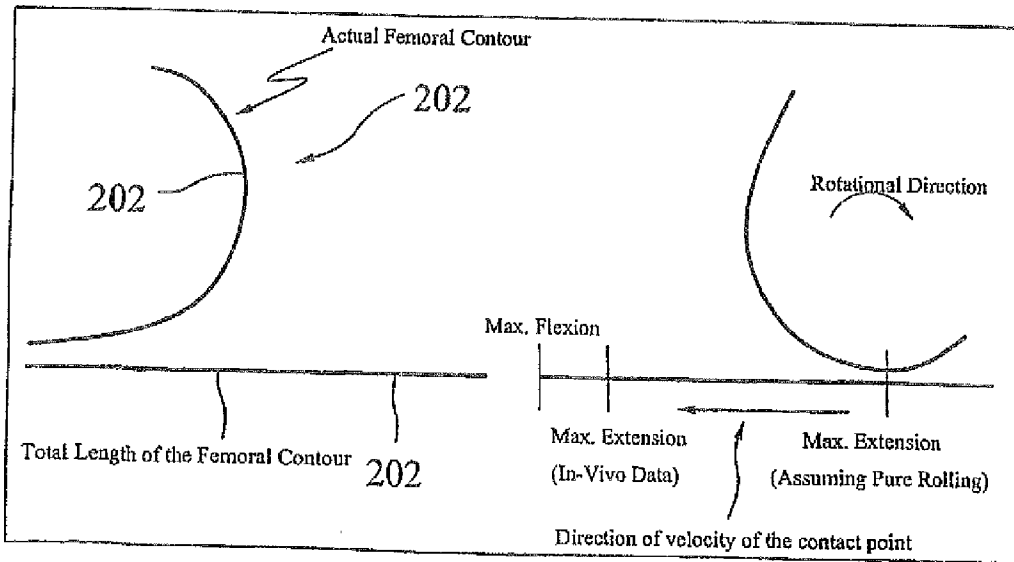 Actual Femoral Contour
202
202
Rotational Direction
Max. Flexion
Total Length of the Femoral Contour
202
Max. Extension
(In-Vivo Data)
Max. Extension
(Assuming Pure Rolling)
Direction of velocity of the contact point